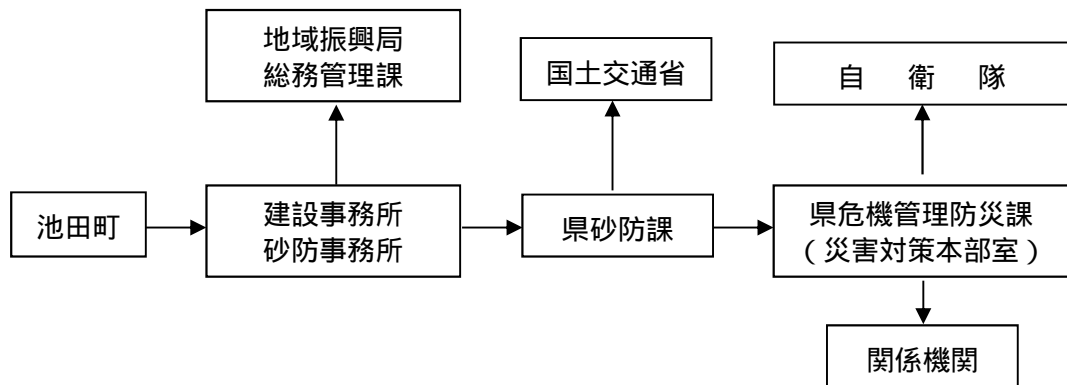 地域振興局
総務管理課
国土交通省
自衛隊
池田町
建設事務所
砂防事務所
県砂防課
県危機管理防災課
(災害対策本部室)
関係機関